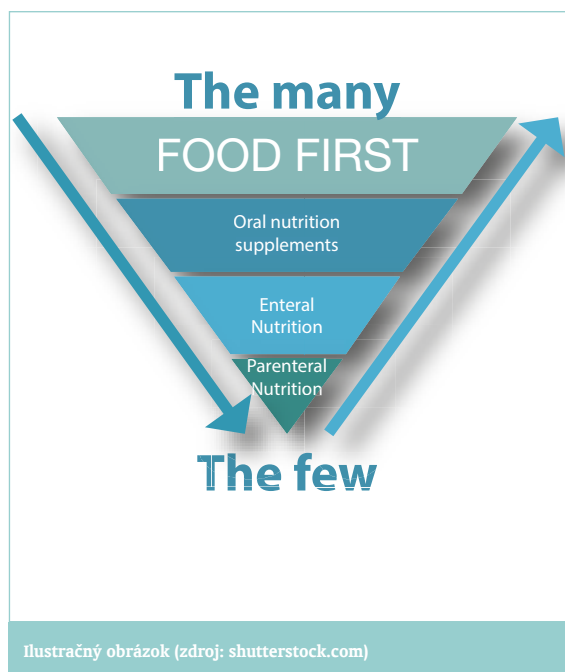 The many
FOOD FIRST
Oral nutrition
supplements
Enteral
Nutrition
Parenteral
Nutrition
The few
Ilustračný obrázok (zdroj: shutterstock.com)